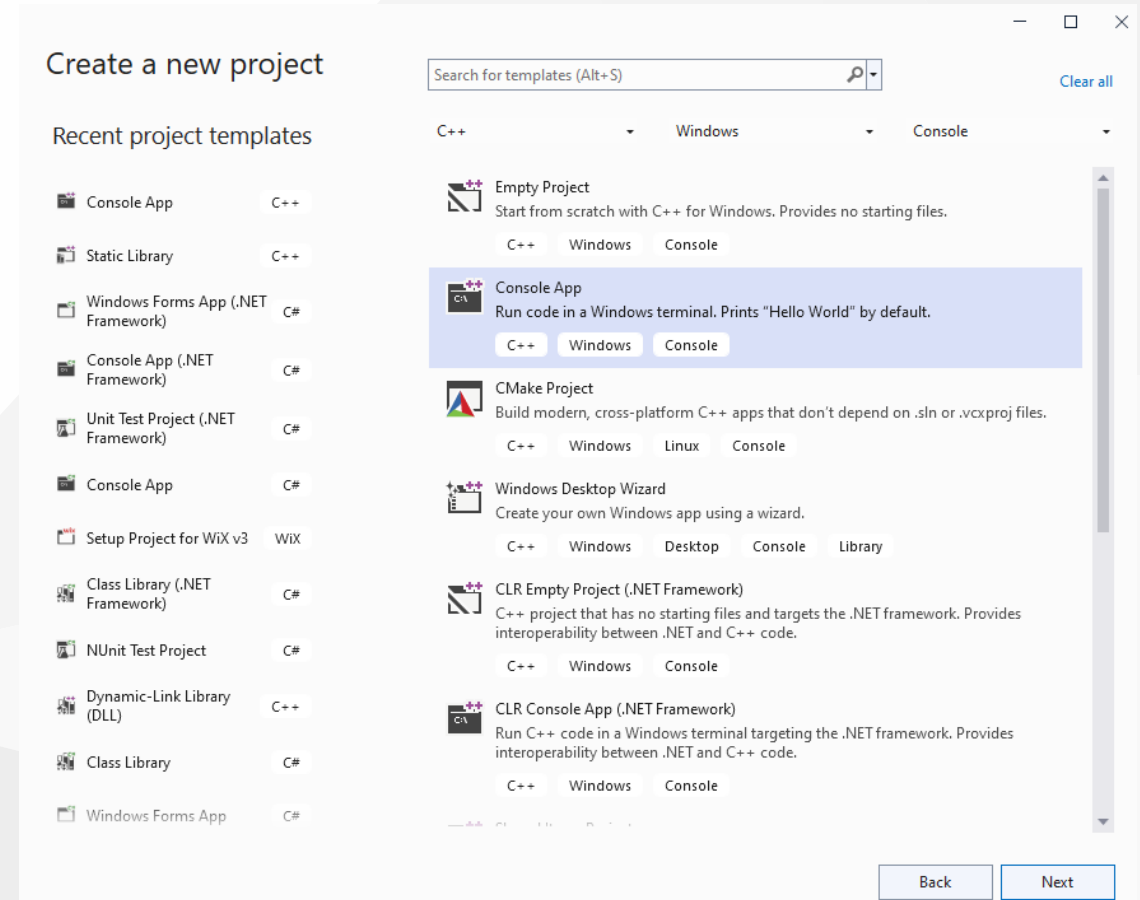 Create a new project
Search for templates (Alt+S)
Clear all
Recent project templates
C++
Windows
Console
Console App
C++
Static Library
C++
Windows Forms App (.NET
Framework)
C#
Console App (.NET
Framework)
C#
Unit Test Project (.NET
Framework)
C#
Console App
C#
Setup Project for WiX v3
WiX
Class Library (.NET
Framework)
C#
NUnit Test Project
C#
Dynamic-Link Library
(DLL)
C++
Class Library
C#
Windows Forms App
C#
Empty Project
Start from scratch with C++ for Windows. Provides no starting files.
C++ Windows Console
Console App
Run code in a Windows terminal. Prints "Hello World" by default.
C++ Windows Console
CMake Project
Build modern, cross-platform C++ apps that don't depend on .sln or .vcxproj files.
C++ Windows Linux Console
Windows Desktop Wizard
Create your own Windows app using a wizard.
C++ Windows Desktop Console Library
CLR Empty Project (.NET Framework)
C++ project that has no starting files and targets the .NET framework. Provides
interoperability between .NET and C++ code.
C++ Windows Console
CLR Console App (.NET Framework)
Run C++ code in a Windows terminal targeting the .NET framework. Provides
interoperability between .NET and C++ code.
C++ Windows Console
Back
Next